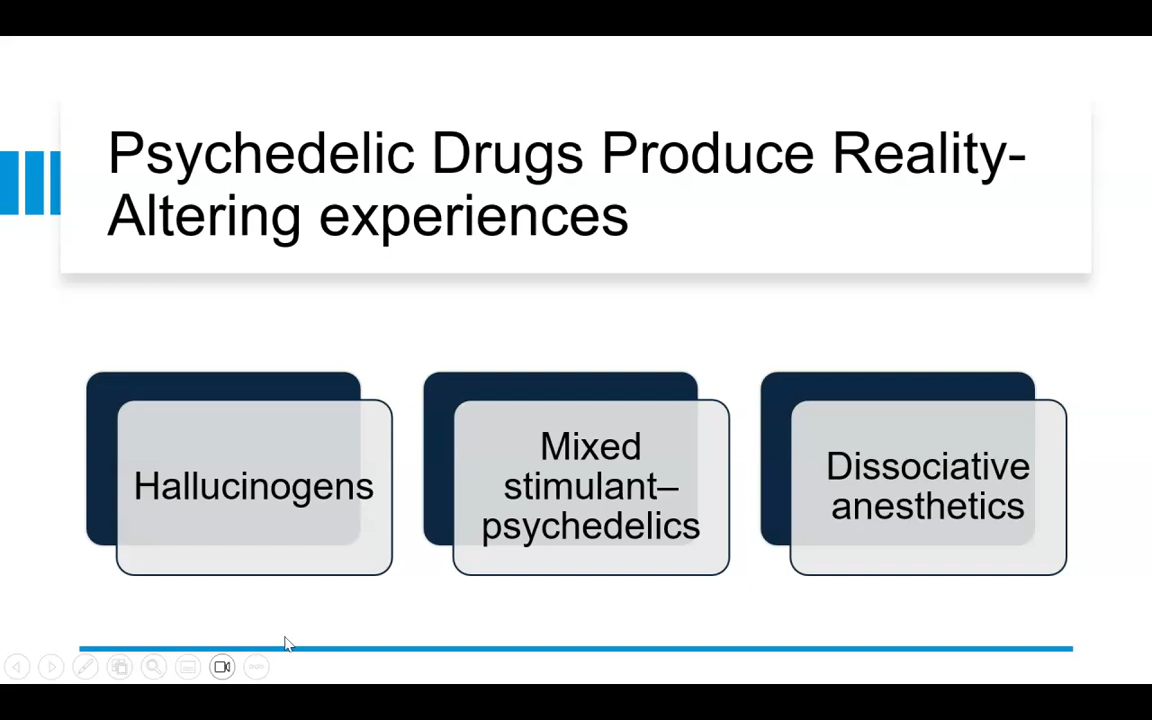 Psychedelic Drugs Produce Reality-
Altering experiences
Hallucinogens
Mixed
stimulant–
psychedelics
Dissociative
anesthetics